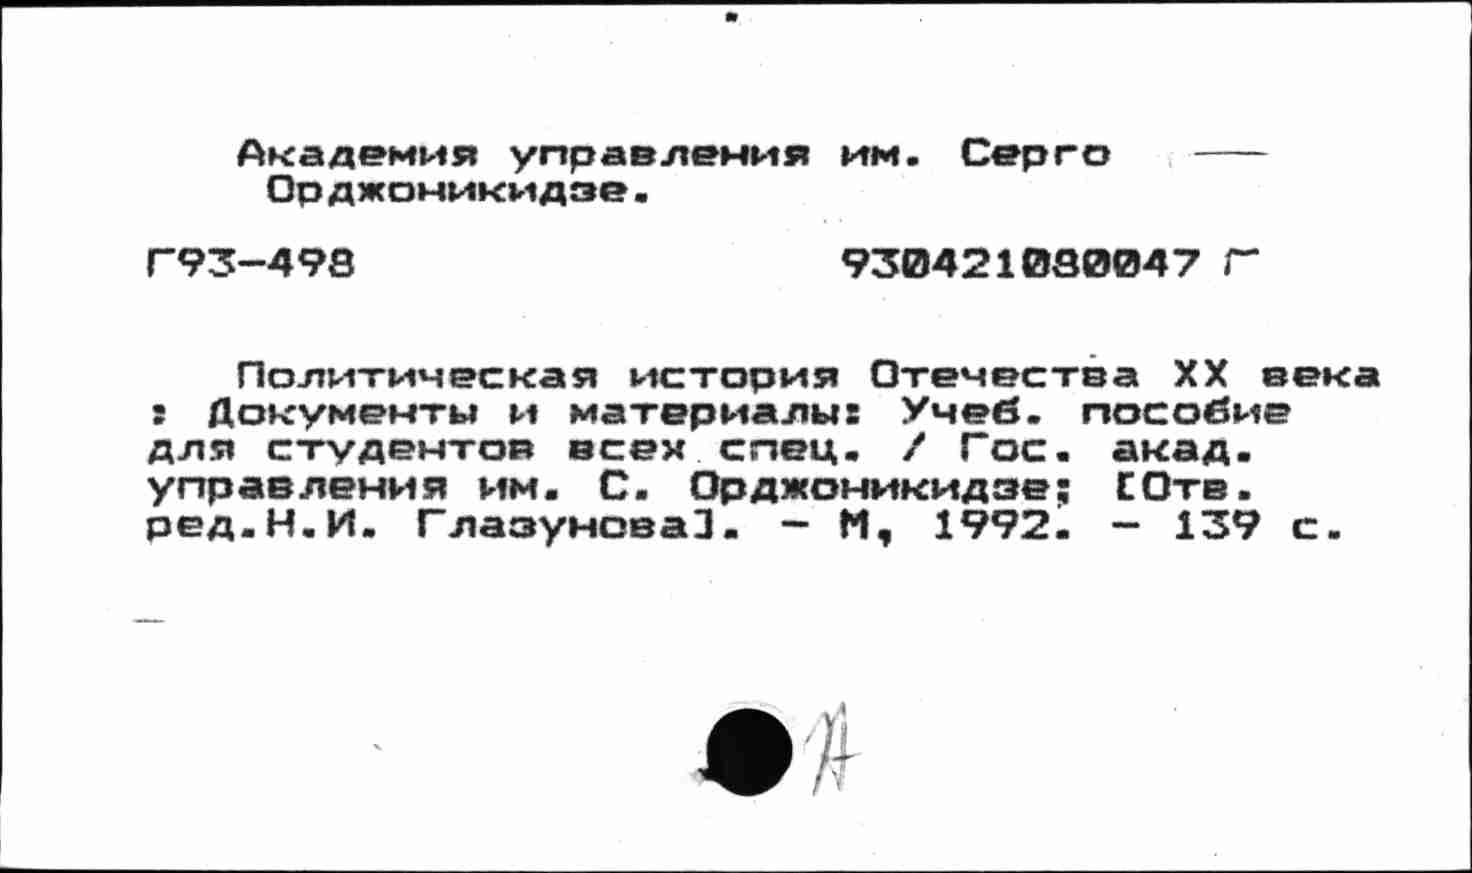 Академия управления им. Серго
Орджоникидзе.
Г93-498 930421080047 Г
Политическая история Отечества XX века
: Документы и материалы: Учеб. пособие
для студентов всех спец. / Гос. акад.
управления им. С. Орджоникидзе; [Отв.
ред.Н.И. Глазунова]. - М, 1992. - 139 с.
А